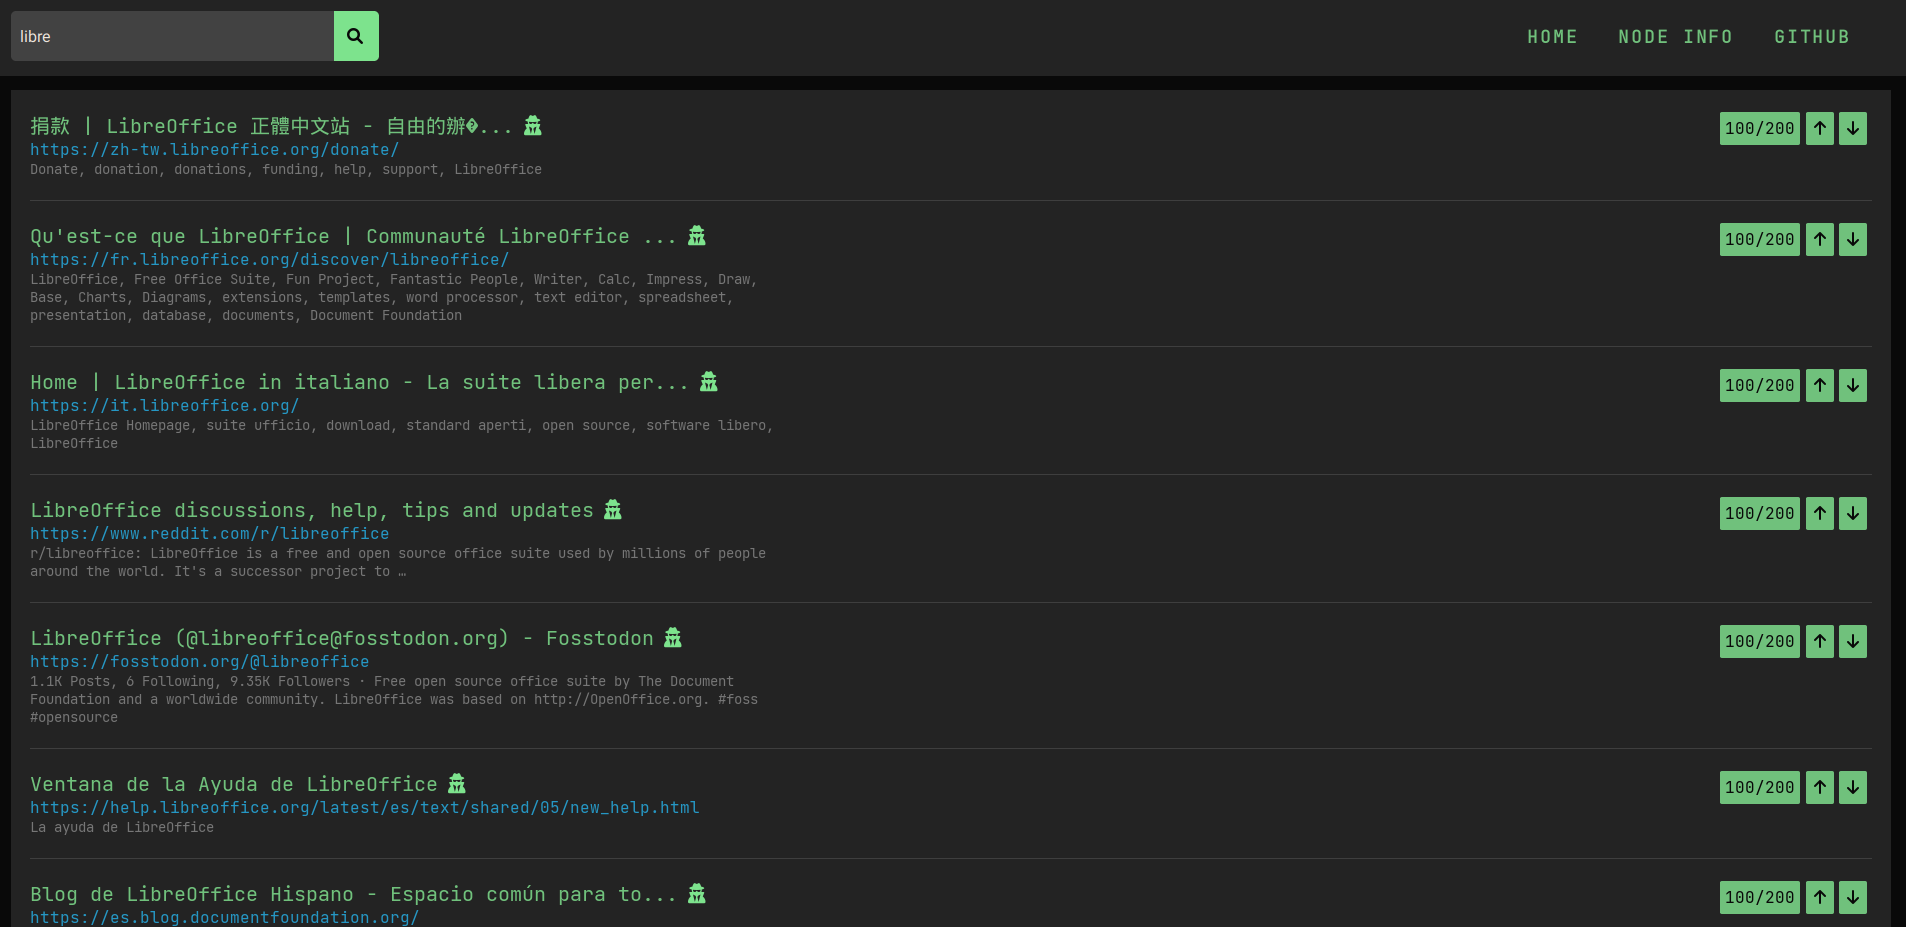 libre
HOME NODE INFO GITHUB
捐款 | LibreOffice 正體中文站 - 自由的辦�...
100/200
https://zh-tw.libreoffice.org/donate/
Donate, donation, donations, funding, help, support, LibreOffice
Qu'est-ce que LibreOffice | Communauté LibreOffice ...
100/200
https://fr.libreoffice.org/discover/libreoffice/
LibreOffice, Free Office Suite, Fun Project, Fantastic People, Writer, Calc, Impress, Draw,
Base, Charts, Diagrams, extensions, templates, word processor, text editor, spreadsheet,
presentation, database, documents, Document Foundation
Home | LibreOffice in italiano - La suite libera per...
100/200
https://it.libreoffice.org/
LibreOffice Homepage, suite ufficio, download, standard aperti, open source, software libero,
LibreOffice
LibreOffice discussions, help, tips and updates
100/200
https://www.reddit.com/r/libreoffice
r/libreoffice: LibreOffice is a free and open source office suite used by millions of people
around the world. It's a successor project to …
LibreOffice (@libreoffice@fosstodon.org) - Fosstodon
100/200
https://fosstodon.org/@libreoffice
1.1K Posts, 6 Following, 9.35K Followers · Free open source office suite by The Document
Foundation and a worldwide community. LibreOffice was based on http://OpenOffice.org. #foss
#opensource
Ventana de la Ayuda de LibreOffice
100/200
https://help.libreoffice.org/latest/es/text/shared/05/new_help.html
La ayuda de LibreOffice
Blog de LibreOffice Hispano - Espacio común para to...
100/200
https://es.blog.documentfoundation.org/